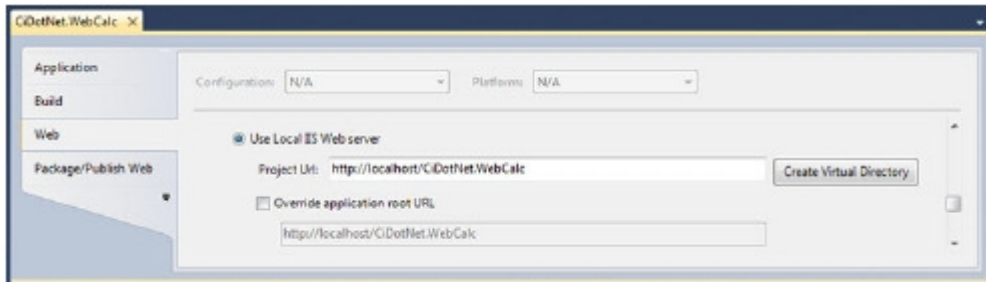 CiDotNet.WebCalc
Application
Build
Web
Package/Publish Web
Configuration: N/A Platform: N/A
Use Local IIS Web server
Project Url: http://localhost/CiDotNet.WebCalc Create Virtual Directory
Override application root URL
http://localhost/CiDotNet.WebCalc